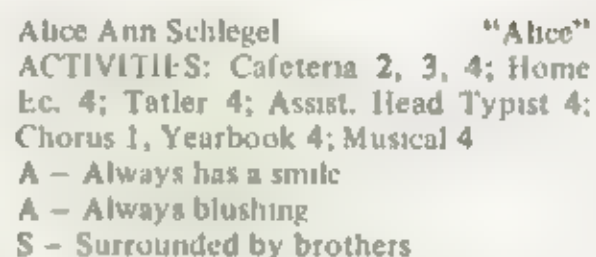 Alice Ann Schlegel "Alice"
ACTIVITIES: Cafeteria 2, 3, 4; Home
Ec. 4; Tatler 4; Assist. Head Typist 4;
Chorus 1, Yearbook 4; Musical 4
A – Always has a smile
A – Always blushing
S – Surrounded by brothers